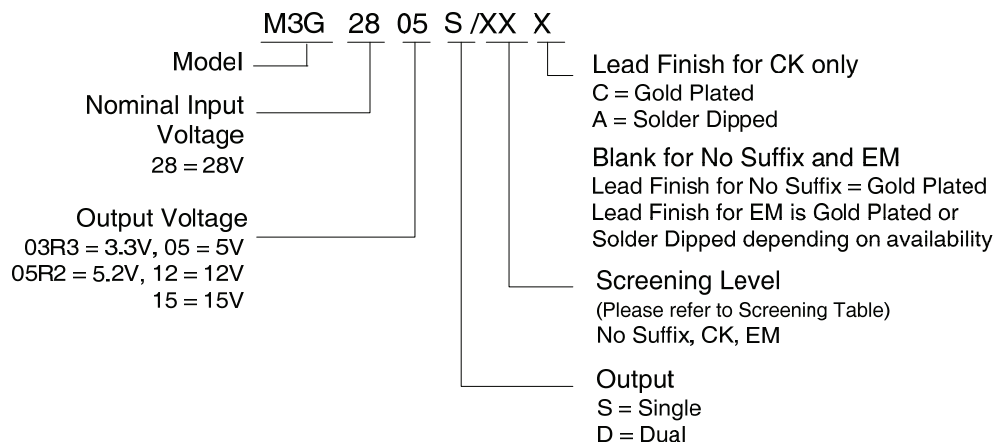 M3G 28 05 S /XX X
Model
Nominal Input
Voltage
28 = 28V
Output Voltage
03R3 = 3.3V, 05 = 5V
05R2 = 5.2V, 12 = 12V
15 = 15V
Lead Finish for CK only
C = Gold Plated
A = Solder Dipped
Blank for No Suffix and EM
Lead Finish for No Suffix = Gold Plated
Lead Finish for EM is Gold Plated or
Solder Dipped depending on availability
Screening Level
(Please refer to Screening Table)
No Suffix, CK, EM
Output
S = Single
D = Dual